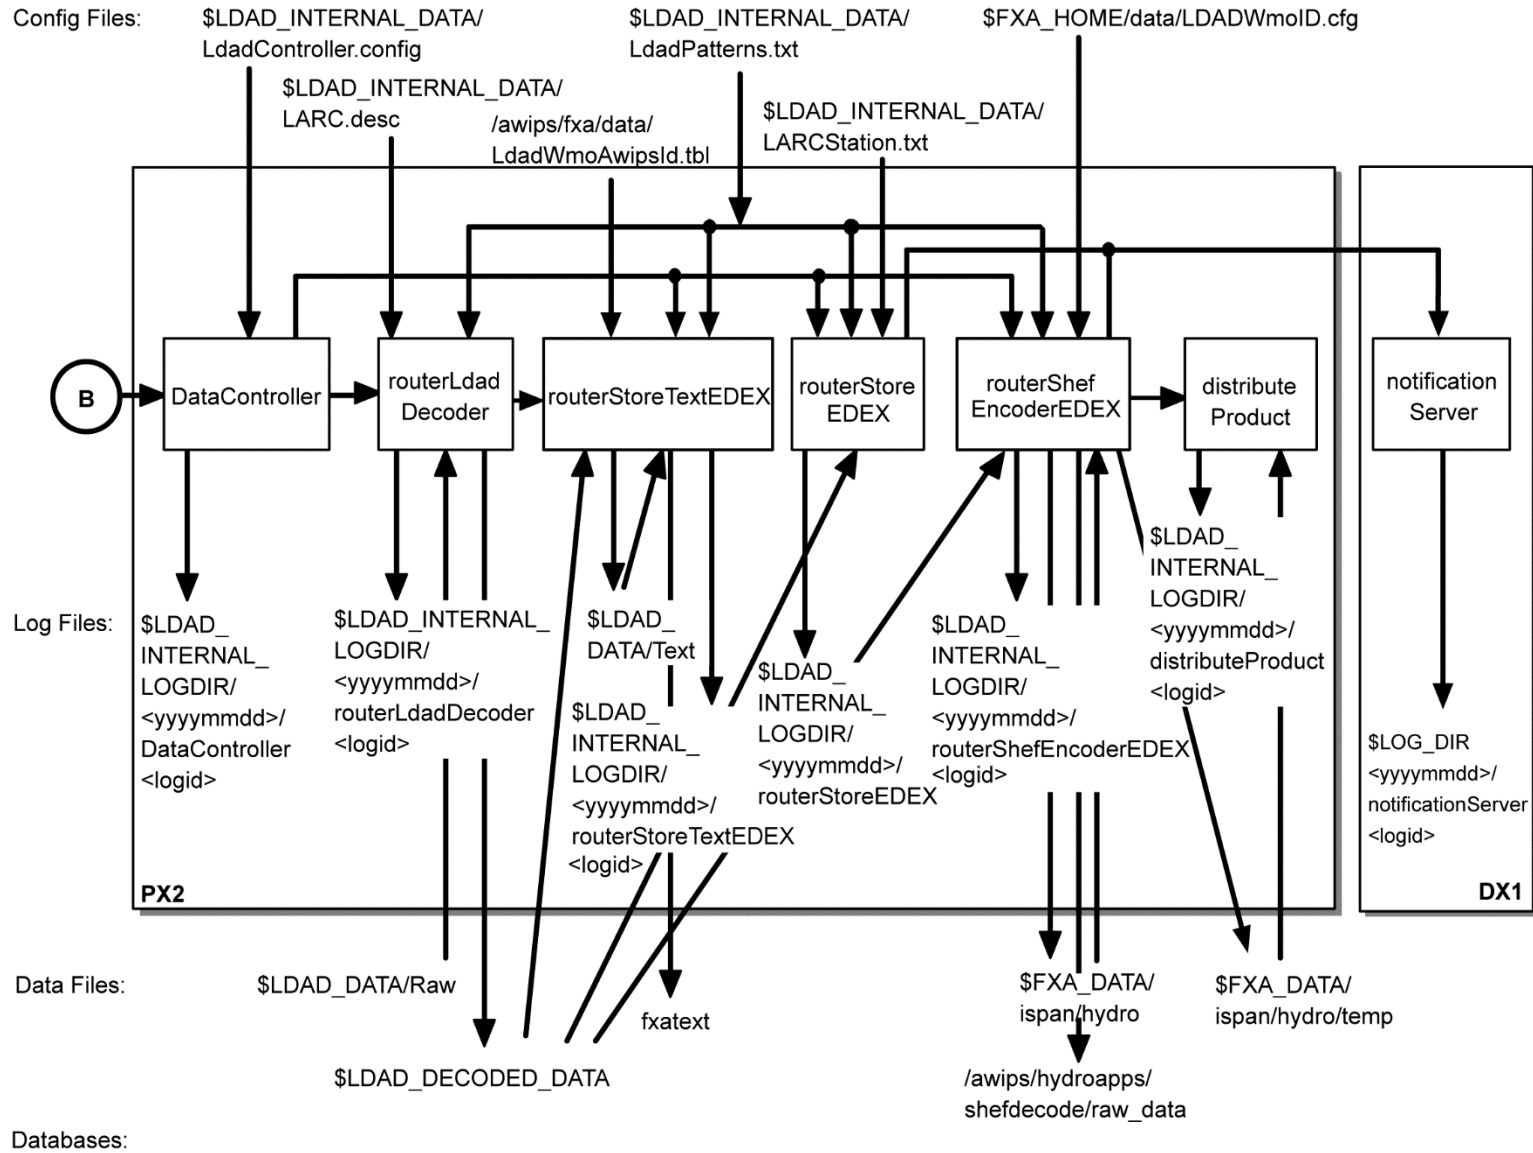 Config Files:
$LDAD_INTERNAL_DATA/
LdadController.config
$LDAD_INTERNAL_DATA/
LdadPatterns.txt
$FXA_HOME/data/LDADWmoID.cfg
$LDAD_INTERNAL_DATA/
LARC.desc
/awips/fxa/data/
LdadWmoAwipsId.tbl
$LDAD_INTERNAL_DATA/
LARCStation.txt
B
DataController
routerLdad
Decoder
routerStoreTextEDEX
routerStore
EDEX
routerShef
EncoderEDEX
distribute
Product
notification
Server
Log Files:
$LDAD_
INTERNAL_
LOGDIR/
<yyyymmdd>/
DataController
<logid>
$LDAD_INTERNAL_
LOGDIR/
<yyyymmdd>/
routerLdadDecoder
<logid>
$LDAD_
DATA/Text
$LDAD_
INTERNAL_
LOGDIR/
<yyyymmdd>/
routerStoreTextEDEX
<logid>
$LDAD_
INTERNAL_
LOGDIR/
<yyyymmdd>/
routerStoreEDEX
$LDAD_
INTERNAL_
LOGDIR/
<yyyymmdd>/
routerShefEncoderEDEX
<logid>
$LDAD_
INTERNAL_
LOGDIR/
<yyyymmdd>/
distributeProduct
<logid>
$LOG_DIR
<yyyymmdd>/
notificationServer
<logid>
PX2
DX1
Data Files:
$LDAD_DATA/Raw
fxatext
$FXA_DATA/
ispan/hydro
$FXA_DATA/
ispan/hydro/temp
$LDAD_DECODED_DATA
/awips/hydroapps/
shefdecode/raw_data
Databases: